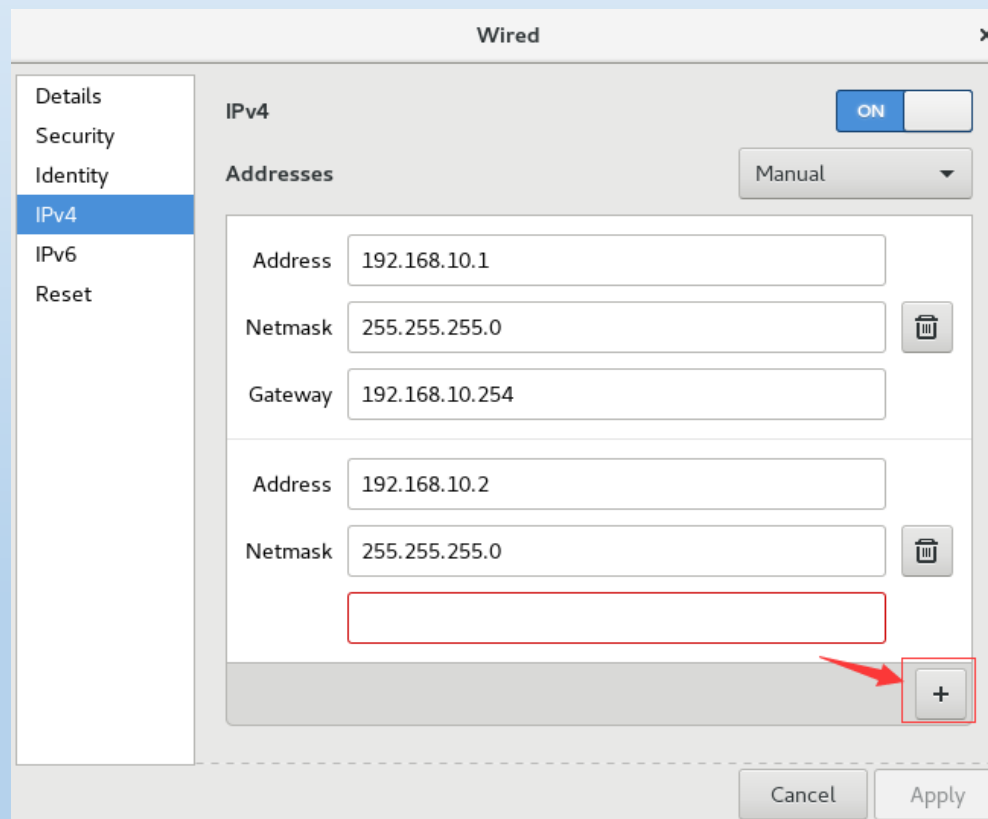 Wired
Details
Security
Identity
IPv4
IPv6
Reset
IPv4
ON
Addresses
Manual
Address
192.168.10.1
Netmask
255.255.255.0
Gateway
192.168.10.254
Address
192.168.10.2
Netmask
255.255.255.0
+
Cancel
Apply